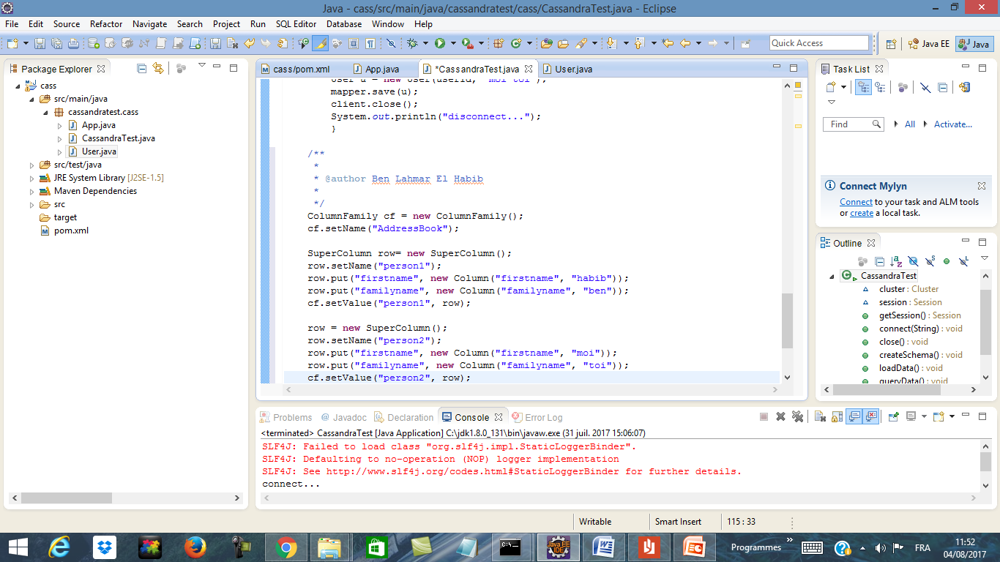 Java - cass/src/main/java/cassandratest/cass/CassandraTest.java - Eclipse
File Edit Source Refactor Navigate Search Project Run SQL Editor Database Window Help
Quick Access
Java EE
Java
Package Explorer
cass
src/main/java
cassandratest.cass
App.java
CassandraTest.java
User.java
src/test/java
JRE System Library [J2SE-1.5]
Maven Dependencies
src
target
pom.xml
cass/pom.xml App.java *CassandraTest.java User.java
User u = new User(userId, "moi toi");
mapper.save(u);
client.close();
System.out.println("disconnect...");
}
/**
*
* @author Ben Lahmar El Habib
*
*/
ColumnFamily cf = new ColumnFamily();
cf.setName("AddressBook");
SuperColumn row= new SuperColumn();
row.setName("person1");
row.put("firstname", new Column("firstname", "habib"));
row.put("familyname", new Column("familyname", "ben"));
cf.setValue("person1", row);
row = new SuperColumn();
row.setName("person2");
row.put("firstname", new Column("firstname", "moi"));
row.put("familyname", new Column("familyname", "toi"));
cf.setValue("person2", row);
Task List
Find All Activate...
Connect Mylyn
Connect to your task and ALM tools
or create a local task.
Outline
CassandraTest
cluster : Cluster
session : Session
getSession() : Session
connect(String) : void
close() : void
createSchema() : void
loadData() : void
queryData() : void
Problems @ Javadoc Declaration Console Error Log
<terminated> CassandraTest [Java Application] C:\jdk1.8.0_131\bin\javaw.exe (31 juil. 2017 15:06:07)
SLF4J: Failed to load class "org.slf4j.impl.StaticLoggerBinder".
SLF4J: Defaulting to no-operation (NOP) logger implementation
SLF4J: See http://www.slf4j.org/codes.html#StaticLoggerBinder for further details.
connect...
Writable Smart Insert 115 : 33
Java EE
IDE
Programmes
FRA
11:52
04/08/2017